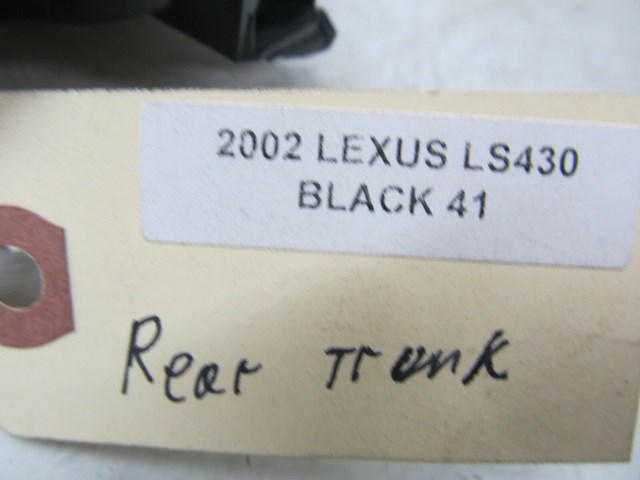 2002 LEXUS LS430
BLACK 41
Rear Trunk